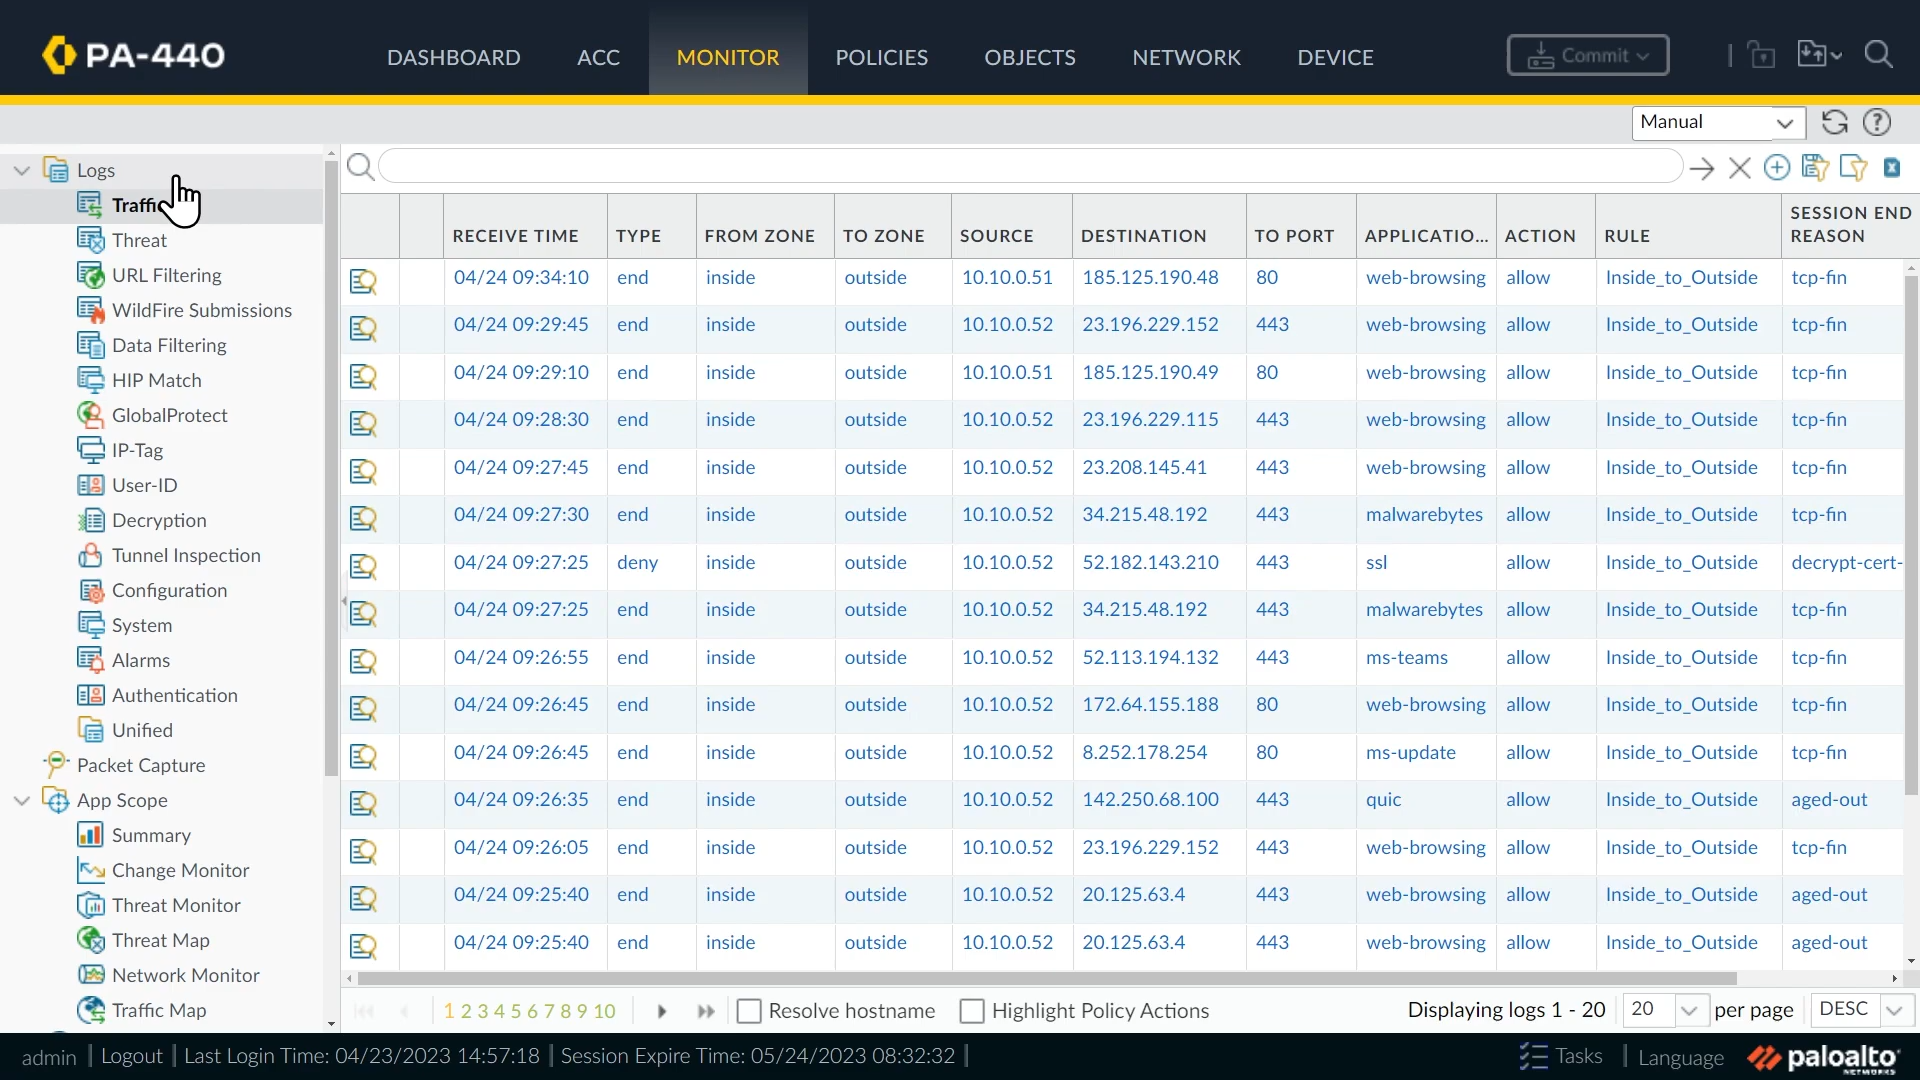 PA-440
DASHBOARD ACC MONITOR POLICIES OBJECTS NETWORK DEVICE Commit
Manual
Logs
Traffic
Threat
URL Filtering
WildFire Submissions
Data Filtering
HIP Match
GlobalProtect
IP-Tag
User-ID
Decryption
Tunnel Inspection
Configuration
System
Alarms
Authentication
Unified
Packet Capture
App Scope
Summary
Change Monitor
Threat Monitor
Threat Map
Network Monitor
Traffic Map
RECEIVE TIME TYPE FROM ZONE TO ZONE SOURCE DESTINATION TO PORT APPLICATIO... ACTION RULE SESSION END REASON
04/24 09:34:10 end inside outside 10.10.0.51 185.125.190.48 80 web-browsing allow Inside_to_Outside tcp-fin
04/24 09:29:45 end inside outside 10.10.0.52 23.196.229.152 443 web-browsing allow Inside_to_Outside tcp-fin
04/24 09:29:10 end inside outside 10.10.0.51 185.125.190.49 80 web-browsing allow Inside_to_Outside tcp-fin
04/24 09:28:30 end inside outside 10.10.0.52 23.196.229.115 443 web-browsing allow Inside_to_Outside tcp-fin
04/24 09:27:45 end inside outside 10.10.0.52 23.208.145.41 443 web-browsing allow Inside_to_Outside tcp-fin
04/24 09:27:30 end inside outside 10.10.0.52 34.215.48.192 443 malwarebytes allow Inside_to_Outside tcp-fin
04/24 09:27:25 deny inside outside 10.10.0.52 52.182.143.210 443 ssl allow Inside_to_Outside decrypt-cert-
04/24 09:27:25 end inside outside 10.10.0.52 34.215.48.192 443 malwarebytes allow Inside_to_Outside tcp-fin
04/24 09:26:55 end inside outside 10.10.0.52 52.113.194.132 443 ms-teams allow Inside_to_Outside tcp-fin
04/24 09:26:45 end inside outside 10.10.0.52 172.64.155.188 80 web-browsing allow Inside_to_Outside tcp-fin
04/24 09:26:45 end inside outside 10.10.0.52 8.252.178.254 80 ms-update allow Inside_to_Outside tcp-fin
04/24 09:26:35 end inside outside 10.10.0.52 142.250.68.100 443 quic allow Inside_to_Outside aged-out
04/24 09:26:05 end inside outside 10.10.0.52 23.196.229.152 443 web-browsing allow Inside_to_Outside tcp-fin
04/24 09:25:40 end inside outside 10.10.0.52 20.125.63.4 443 web-browsing allow Inside_to_Outside aged-out
04/24 09:25:40 end inside outside 10.10.0.52 20.125.63.4 443 web-browsing allow Inside_to_Outside aged-out
1 2 3 4 5 6 7 8 9 10 Resolve hostname Highlight Policy Actions Displaying logs 1 - 20 20 per page DESC
admin | Logout | Last Login Time: 04/23/2023 14:57:18 | Session Expire Time: 05/24/2023 08:32:32 | Tasks | Language paloalto NETWORKS